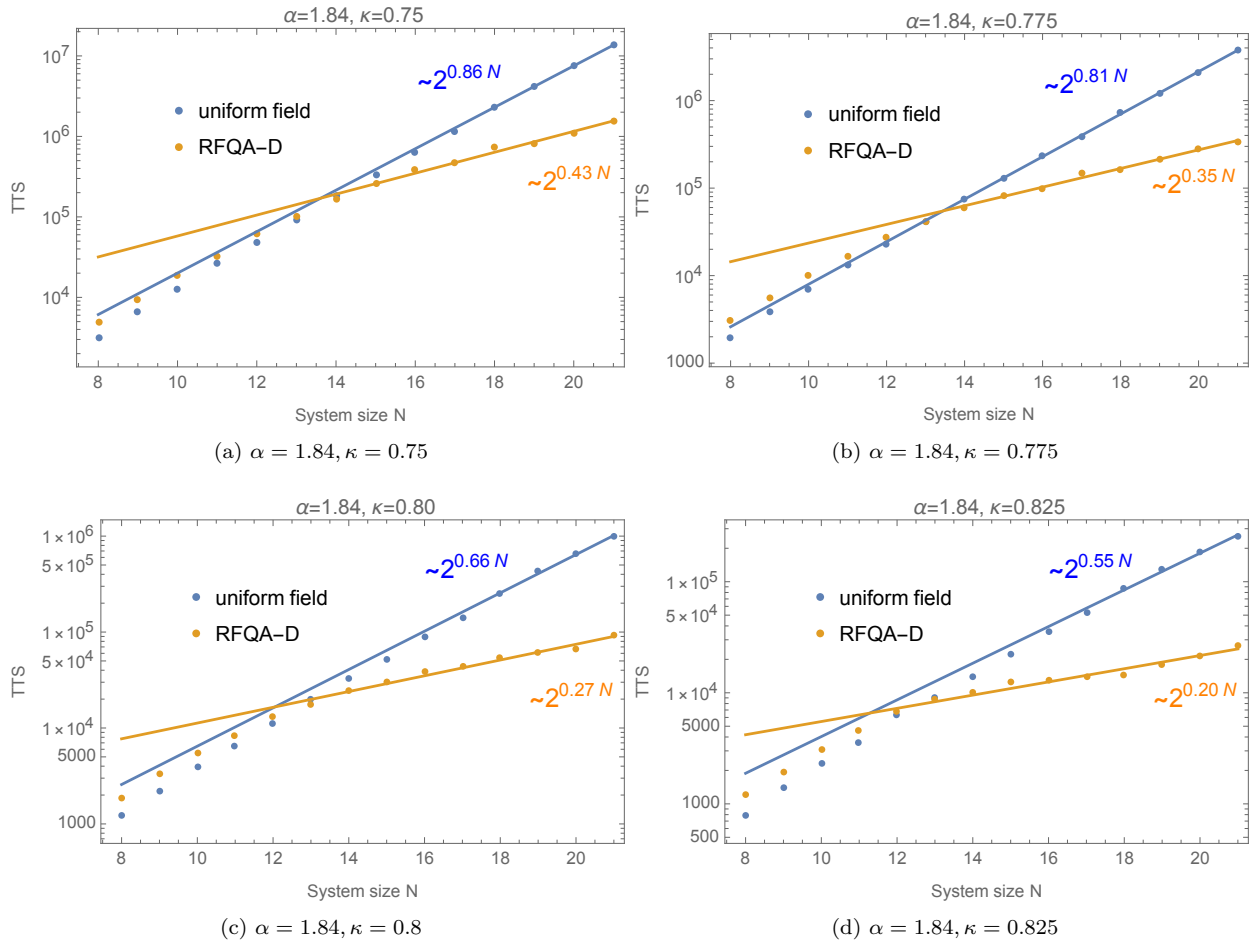 α=1.84, κ=0.75
10^7
10^6
10^5
10^4
TTS
~2^{0.86 N}
uniform field
RFQA-D
~2^{0.43 N}
8 10 12 14 16 18 20
System size N
(a) α = 1.84, κ = 0.75
α=1.84, κ=0.775
10^6
10^5
10^4
1000
TTS
~2^{0.81 N}
uniform field
RFQA-D
~2^{0.35 N}
8 10 12 14 16 18 20
System size N
(b) α = 1.84, κ = 0.775
α=1.84, κ=0.80
1 × 10^6
5 × 10^5
1 × 10^5
5 × 10^4
1 × 10^4
5000
1000
TTS
~2^{0.66 N}
uniform field
RFQA-D
~2^{0.27 N}
8 10 12 14 16 18 20
System size N
(c) α = 1.84, κ = 0.8
α=1.84, κ=0.825
1 × 10^5
5 × 10^4
1 × 10^4
5000
1000
500
TTS
~2^{0.55 N}
uniform field
RFQA-D
~2^{0.20 N}
8 10 12 14 16 18 20
System size N
(d) α = 1.84, κ = 0.825